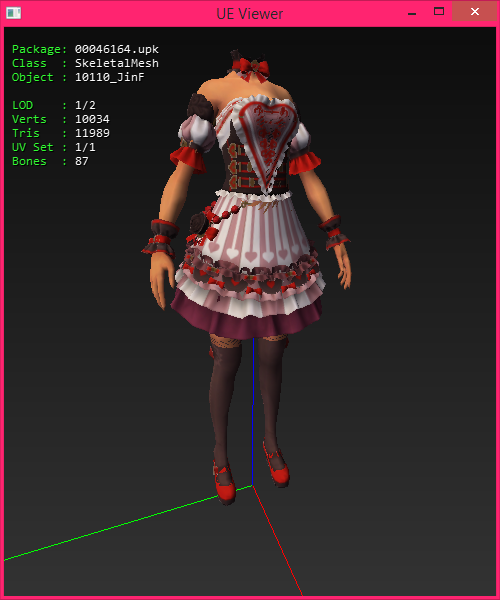 UE Viewer
Package: 00046164.upk
Class  : SkeletalMesh
Object : 10110_JinF
LOD    : 1/2
Verts  : 10034
Tris   : 11989
UV Set : 1/1
Bones  : 87